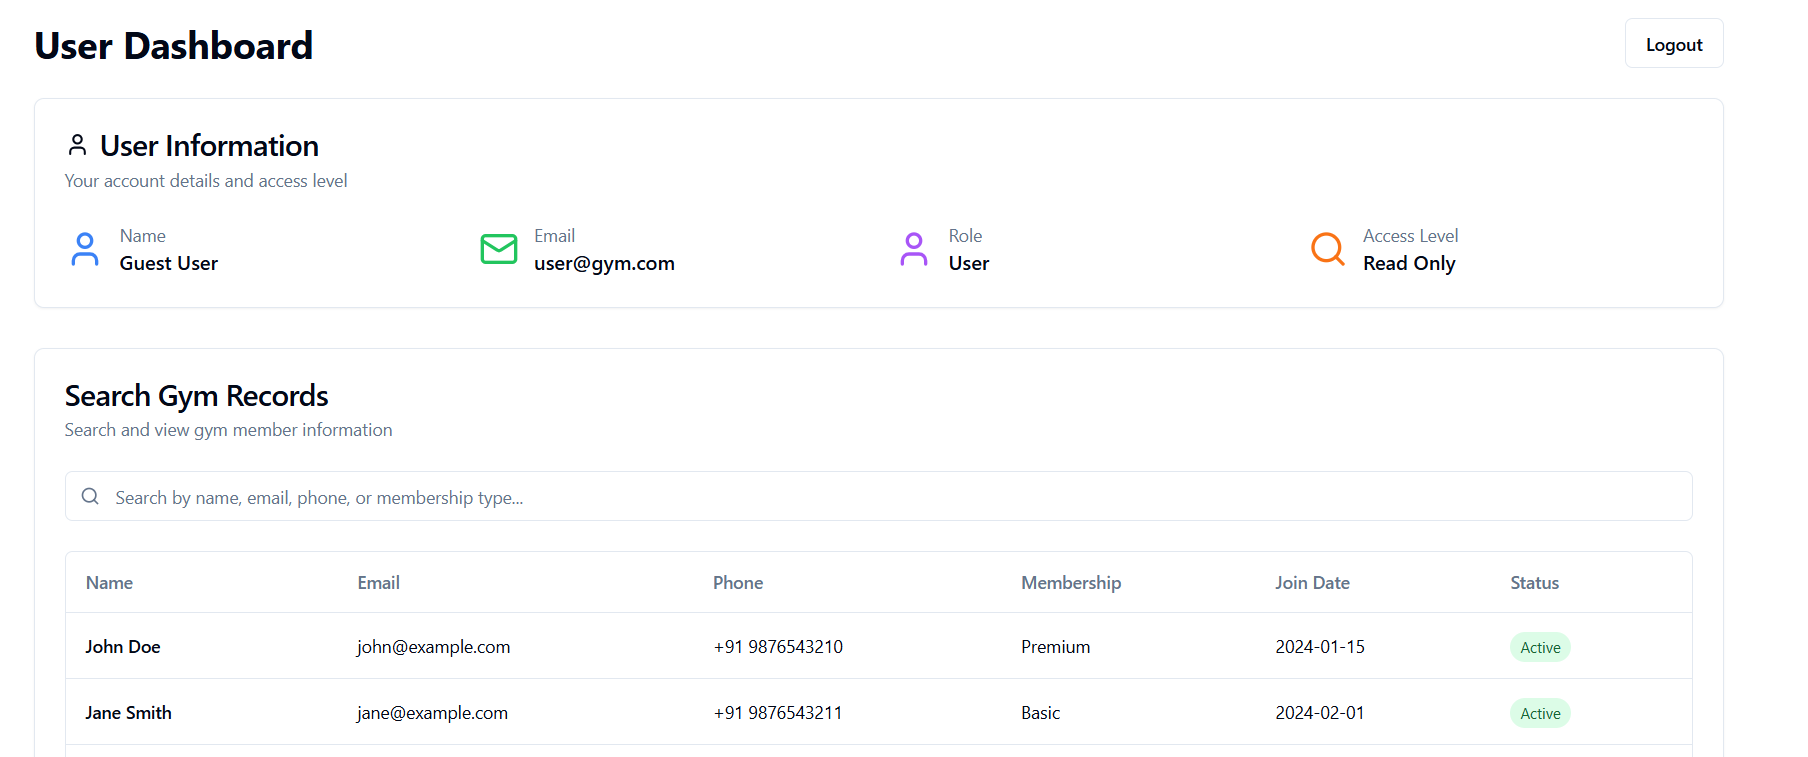 User Dashboard
Logout
User Information
Your account details and access level
Name
Guest User
Email
user@gym.com
Role
User
Access Level
Read Only
Search Gym Records
Search and view gym member information
Search by name, email, phone, or membership type...
Name Email Phone Membership Join Date Status
John Doe john@example.com +91 9876543210 Premium 2024-01-15 Active
Jane Smith jane@example.com +91 9876543211 Basic 2024-02-01 Active